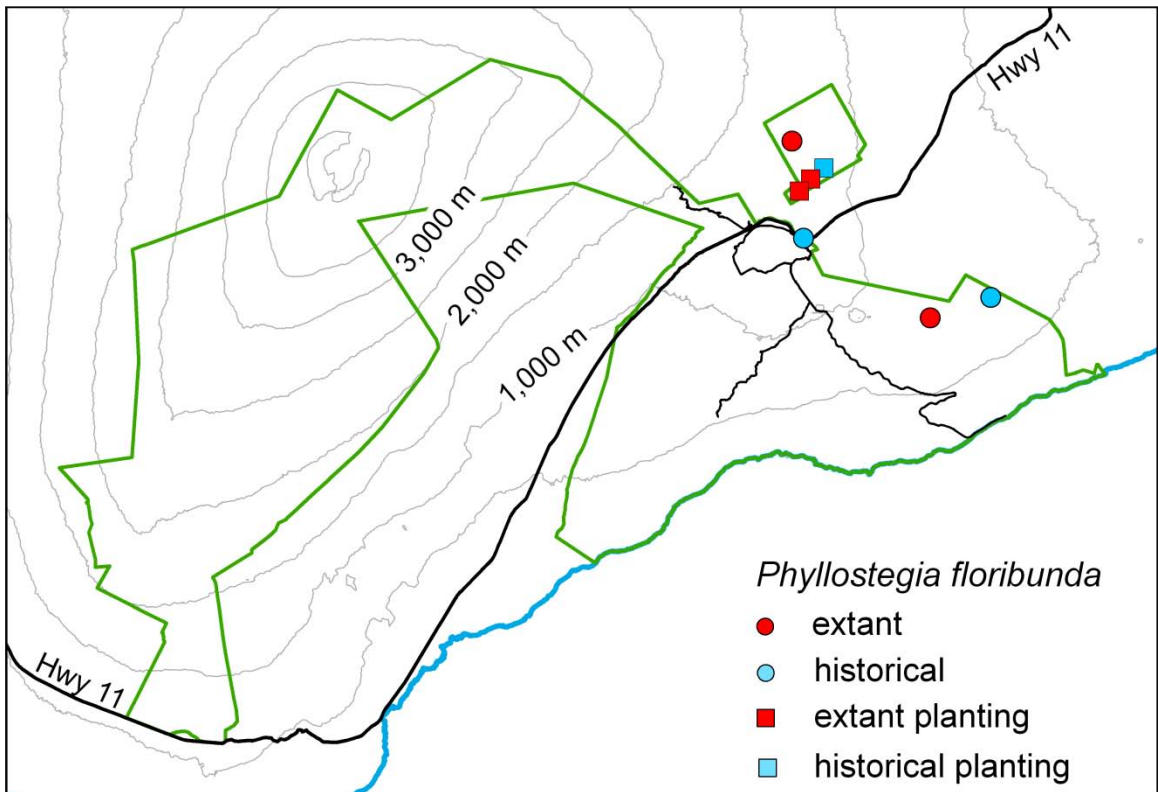 Hwy 11
3,000 m
2,000 m
1,000 m
Hwy 11
Phyllostegia floribunda
extant
historical
extant planting
historical planting